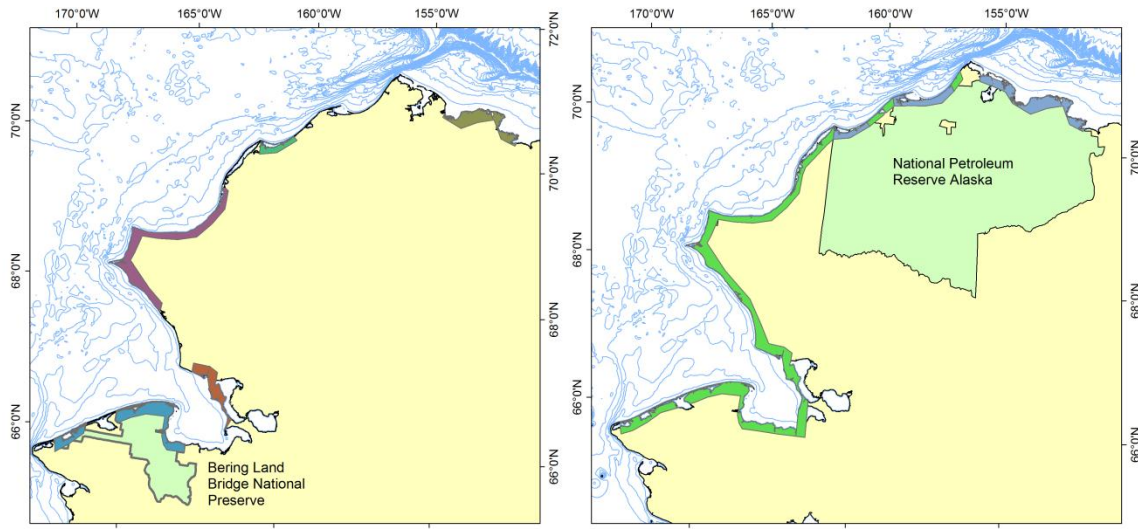 170°0'W 165°0'W 160°0'W 155°0'W
72°0'N
70°0'N
70°0'N
68°0'N
68°0'N
66°0'N
66°0'N
Bering Land
Bridge National
Preserve
170°0'W 165°0'W 160°0'W 155°0'W
72°0'N
70°0'N
70°0'N
National Petroleum
Reserve Alaska
68°0'N
68°0'N
66°0'N
66°0'N